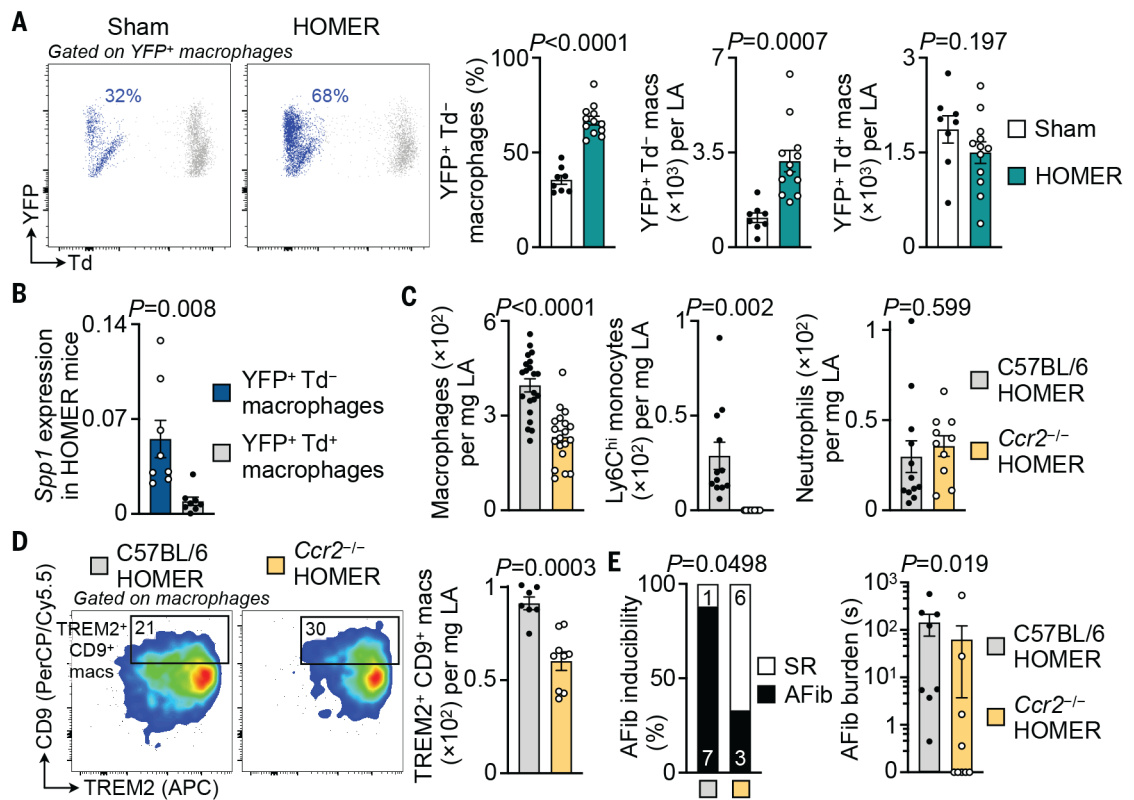 A
Sham
HOMER
Gated on YFP⁺ macrophages
32%
68%
YFP
Td
YFP⁺ Td⁻
macrophages (%)
P<0.0001
100
50
0
YFP⁺ Td⁻ macs
(×10³) per LA
P=0.0007
7
3.5
0
YFP⁺ Td⁺ macs
(×10³) per LA
P=0.197
3
1.5
0
Sham
HOMER
B
P=0.008
Spp1 expression
in HOMER mice
0.14
0.07
0
YFP⁺ Td⁻
macrophages
YFP⁺ Td⁺
macrophages
C
P<0.0001
Macrophages (×10²)
per mg LA
6
3
0
P=0.002
Ly6Cʰⁱ monocytes
(×10²) per mg LA
1
0.5
0
P=0.599
Neutrophils (×10²)
per mg LA
1
0.5
0
C57BL/6
HOMER
Ccr2⁻/⁻
HOMER
D
C57BL/6
HOMER
Ccr2⁻/⁻
HOMER
Gated on macrophages
TREM2⁺
CD9⁺
macs
21
30
CD9 (PerCP/Cy5.5)
TREM2 (APC)
P=0.0003
TREM2⁺ CD9⁺ macs
(×10²) per mg LA
1
0.5
0
E
P=0.0498
AFib inducibility
(%)
100
50
0
1
6
7
3
SR
AFib
P=0.019
AFib burden (s)
10³
10²
10¹
1
0
C57BL/6
HOMER
Ccr2⁻/⁻
HOMER